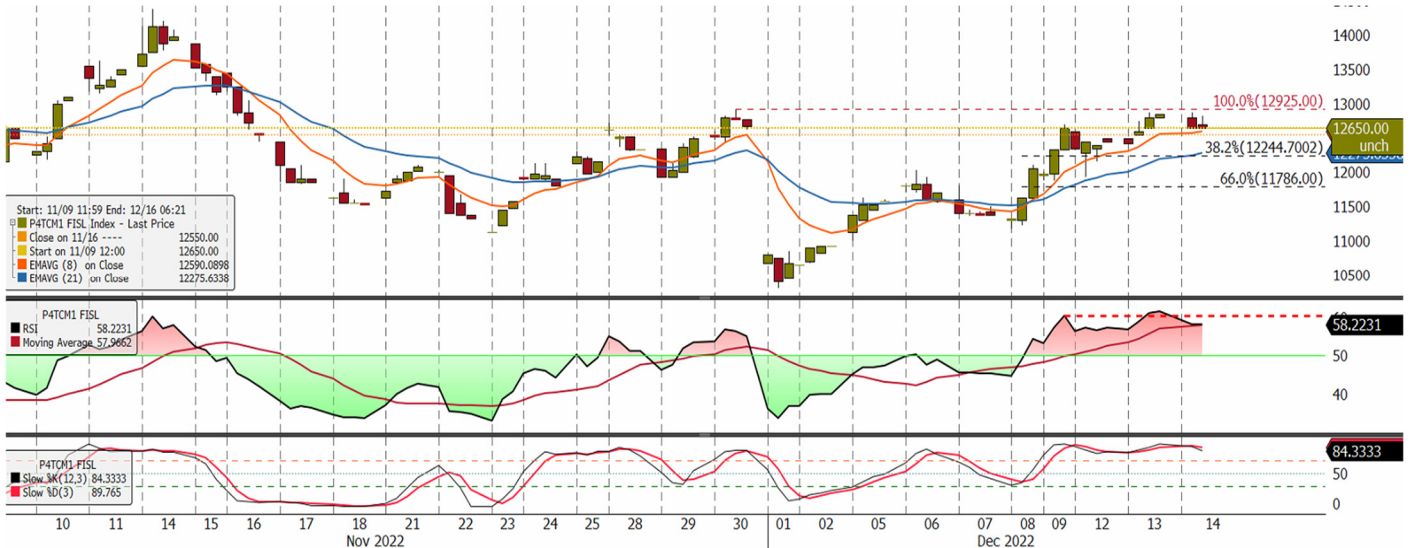 14000
13500
13000
100.0%(12925.00)
12650.00
unch
38.2%(12244.7002)
12000
66.0%(11786.00)
11500
11000
10500
Start: 11/09 11:59 End: 12/16 06:21
P4TCM1 FISL Index - Last Price
Close on 11/16 ---- 12550.00
Start on 11/09 12:00 12650.00
EMAVG (8) on Close 12590.0898
EMAVG (21) on Close 12275.6338
P4TCM1 FISL
RSI 58.2231
Moving Average 57.9662
58.2231
50
40
P4TCM1 FISL
Slow %K(12,3) 84.3333
Slow %D(3) 89.765
84.3333
50
0
10 11 14 15 16 17 18 21 22 23 24 25 28 29 30 01 02 05 06 07 08 09 12 13 14
Nov 2022 Dec 2022